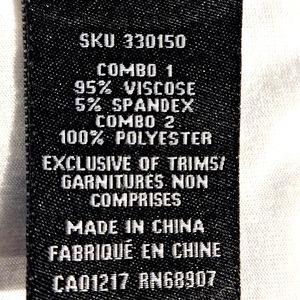 SKU 330150
COMBO 1
95% VISCOSE
5% SPANDEX
COMBO 2
100% POLYESTER
EXCLUSIVE OF TRIMS/
GARNITURES NON
COMPRISES
MADE IN CHINA
FABRIQUÉ EN CHINE
CA01217 RN68907